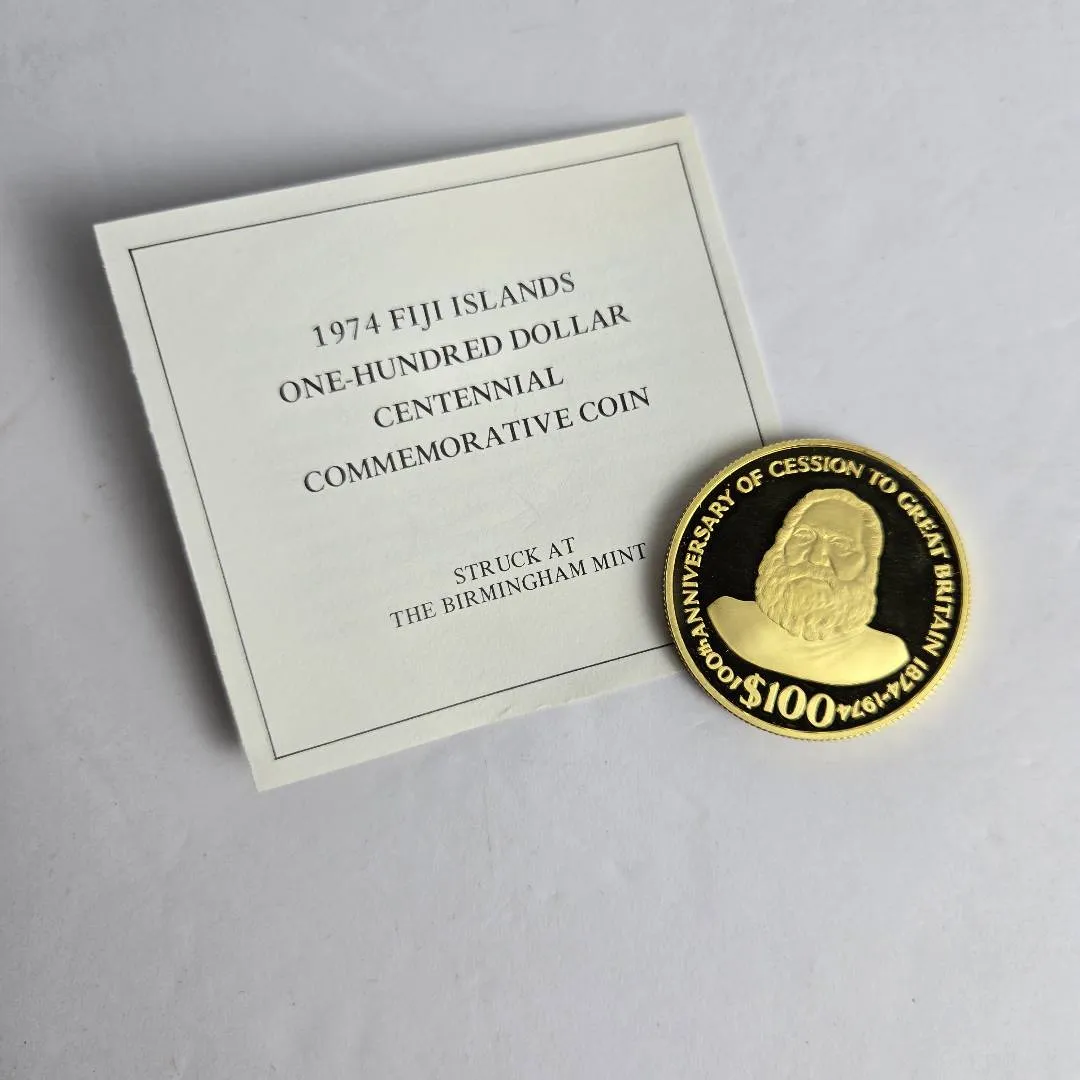 1974 FIJI ISLANDS
ONE-HUNDRED DOLLAR
CENTENNIAL
COMMEMORATIVE COIN
STRUCK AT
THE BIRMINGHAM MINT
100th ANNIVERSARY OF CESSION TO GREAT BRITAIN 1874-1974
$100